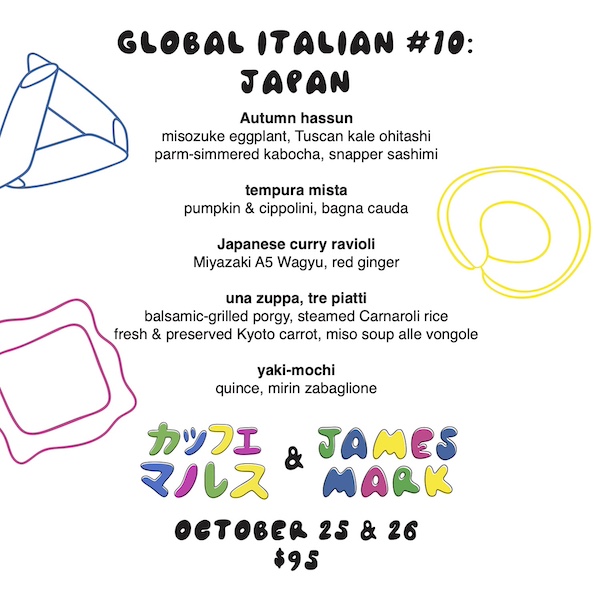 GLOBAL ITALIAN #10:
JAPAN
Autumn hassun
misozuke eggplant, Tuscan kale ohitashi
parm-simmered kabocha, snapper sashimi
tempura mista
pumpkin & cippolini, bagna cauda
Japanese curry ravioli
Miyazaki A5 Wagyu, red ginger
una zuppa, tre piatti
balsamic-grilled porgy, steamed Carnaroli rice
fresh & preserved Kyoto carrot, miso soup alle vongole
yaki-mochi
quince, mirin zabaglione
カッフェ
マルス
& JAMES
MARK
OCTOBER 25 & 26
$95